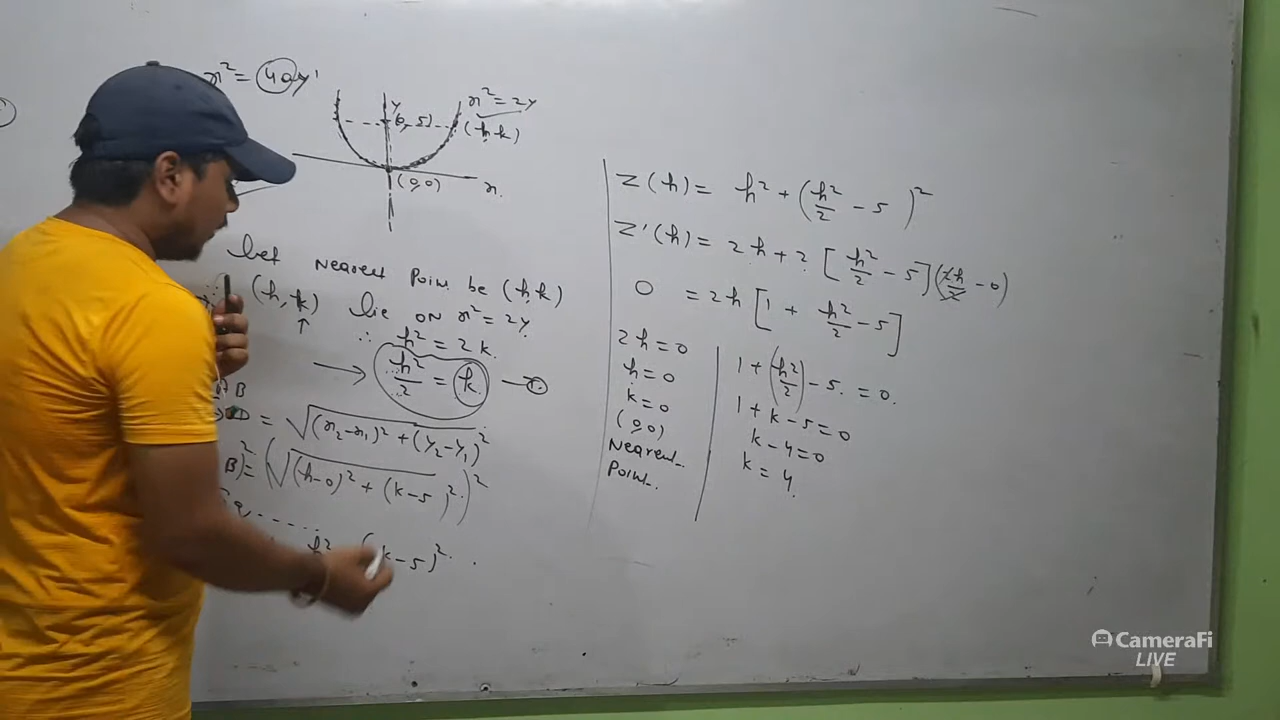 x² = 4ay
y
(0, 5)
x² = 2y
(h, k)
(0,0)
x.
Let Nearest Point be (h, k)
(h, k) lie ON x² = 2y
∴ h² = 2k.
h²/2 = k. — ①
B
= √(x₂-x₁)² + (y₂-y₁)²
B)² = (√(h-0)² + (k-5)²)²
h² (k-5)².
Z(h) = h² + (h²/2 - 5)²
Z'(h) = 2h + 2 [h²/2 - 5] (2h/2 - 0)
0 = 2h [1 + h²/2 - 5]
2h = 0
h = 0
k = 0
(0,0)
Nearest
Point.
1 + (h²/2) - 5 = 0.
1 + k - 5 = 0
k - 4 = 0
k = 4.
CameraFi
LIVE